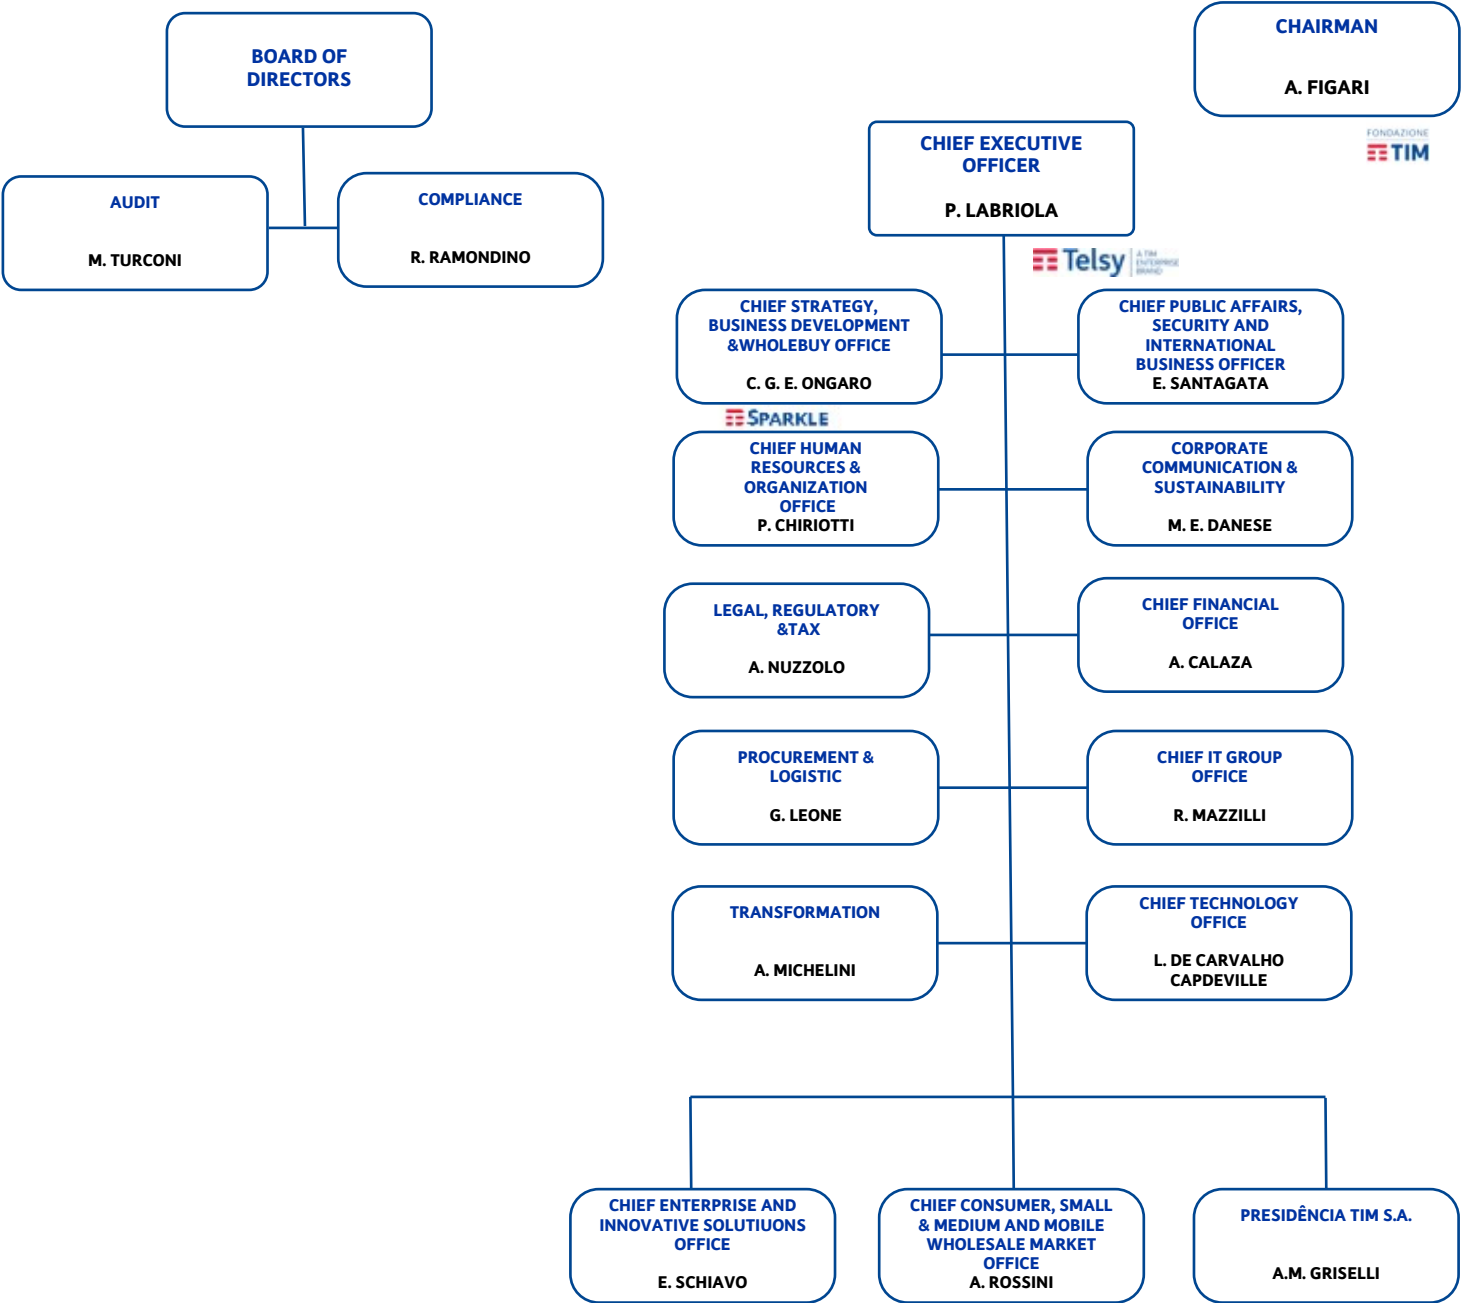 BOARD OF
DIRECTORS
CHAIRMAN
A. FIGARI
FONDAZIONE
TIM
CHIEF EXECUTIVE
OFFICER
P. LABRIOLA
AUDIT
M. TURCONI
COMPLIANCE
R. RAMONDINO
Telsy
A TIM
ENTERPRISE
BRAND
CHIEF STRATEGY,
BUSINESS DEVELOPMENT
&WHOLEBUY OFFICE
C. G. E. ONGARO
CHIEF PUBLIC AFFAIRS,
SECURITY AND
INTERNATIONAL
BUSINESS OFFICER
E. SANTAGATA
SPARKLE
CHIEF HUMAN
RESOURCES &
ORGANIZATION
OFFICE
P. CHIRIOTTI
CORPORATE
COMMUNICATION &
SUSTAINABILITY
M. E. DANESE
LEGAL, REGULATORY
&TAX
A. NUZZOLO
CHIEF FINANCIAL
OFFICE
A. CALAZA
PROCUREMENT &
LOGISTIC
G. LEONE
CHIEF IT GROUP
OFFICE
R. MAZZILLI
TRANSFORMATION
A. MICHELINI
CHIEF TECHNOLOGY
OFFICE
L. DE CARVALHO
CAPDEVILLE
CHIEF ENTERPRISE AND
INNOVATIVE SOLUTIUONS
OFFICE
E. SCHIAVO
CHIEF CONSUMER, SMALL
& MEDIUM AND MOBILE
WHOLESALE MARKET
OFFICE
A. ROSSINI
PRESIDÊNCIA TIM S.A.
A.M. GRISELLI